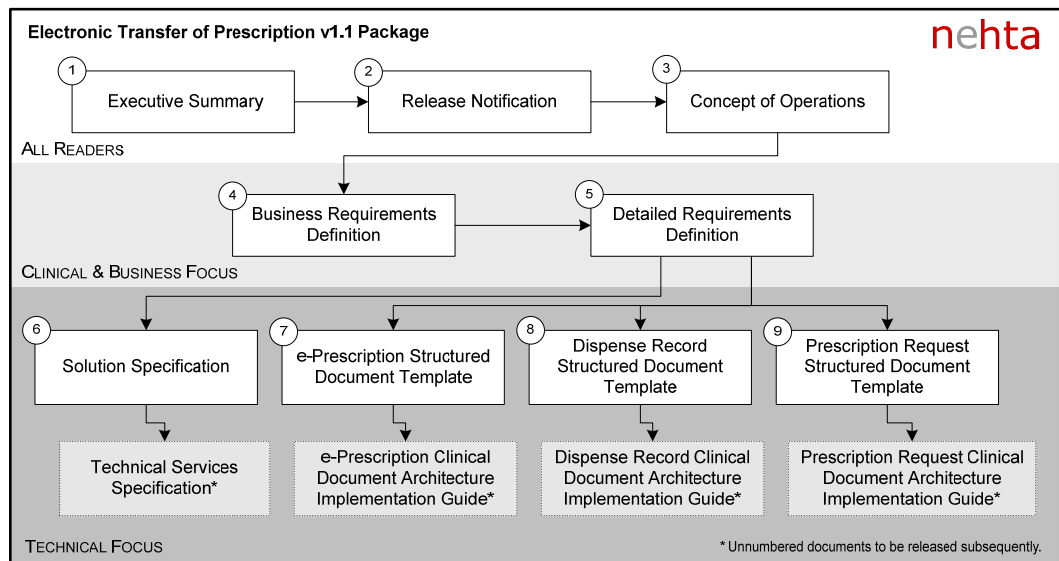 Electronic Transfer of Prescription v1.1 Package
nehta
1
Executive Summary
2
Release Notification
3
Concept of Operations
ALL READERS
4
Business Requirements
Definition
5
Detailed Requirements
Definition
CLINICAL & BUSINESS FOCUS
6
Solution Specification
7
e-Prescription Structured
Document Template
8
Dispense Record
Structured Document
Template
9
Prescription Request
Structured Document
Template
Technical Services
Specification*
e-Prescription Clinical
Document Architecture
Implementation Guide*
Dispense Record Clinical
Document Architecture
Implementation Guide*
Prescription Request Clinical
Document Architecture
Implementation Guide*
TECHNICAL FOCUS
* Unnumbered documents to be released subsequently.